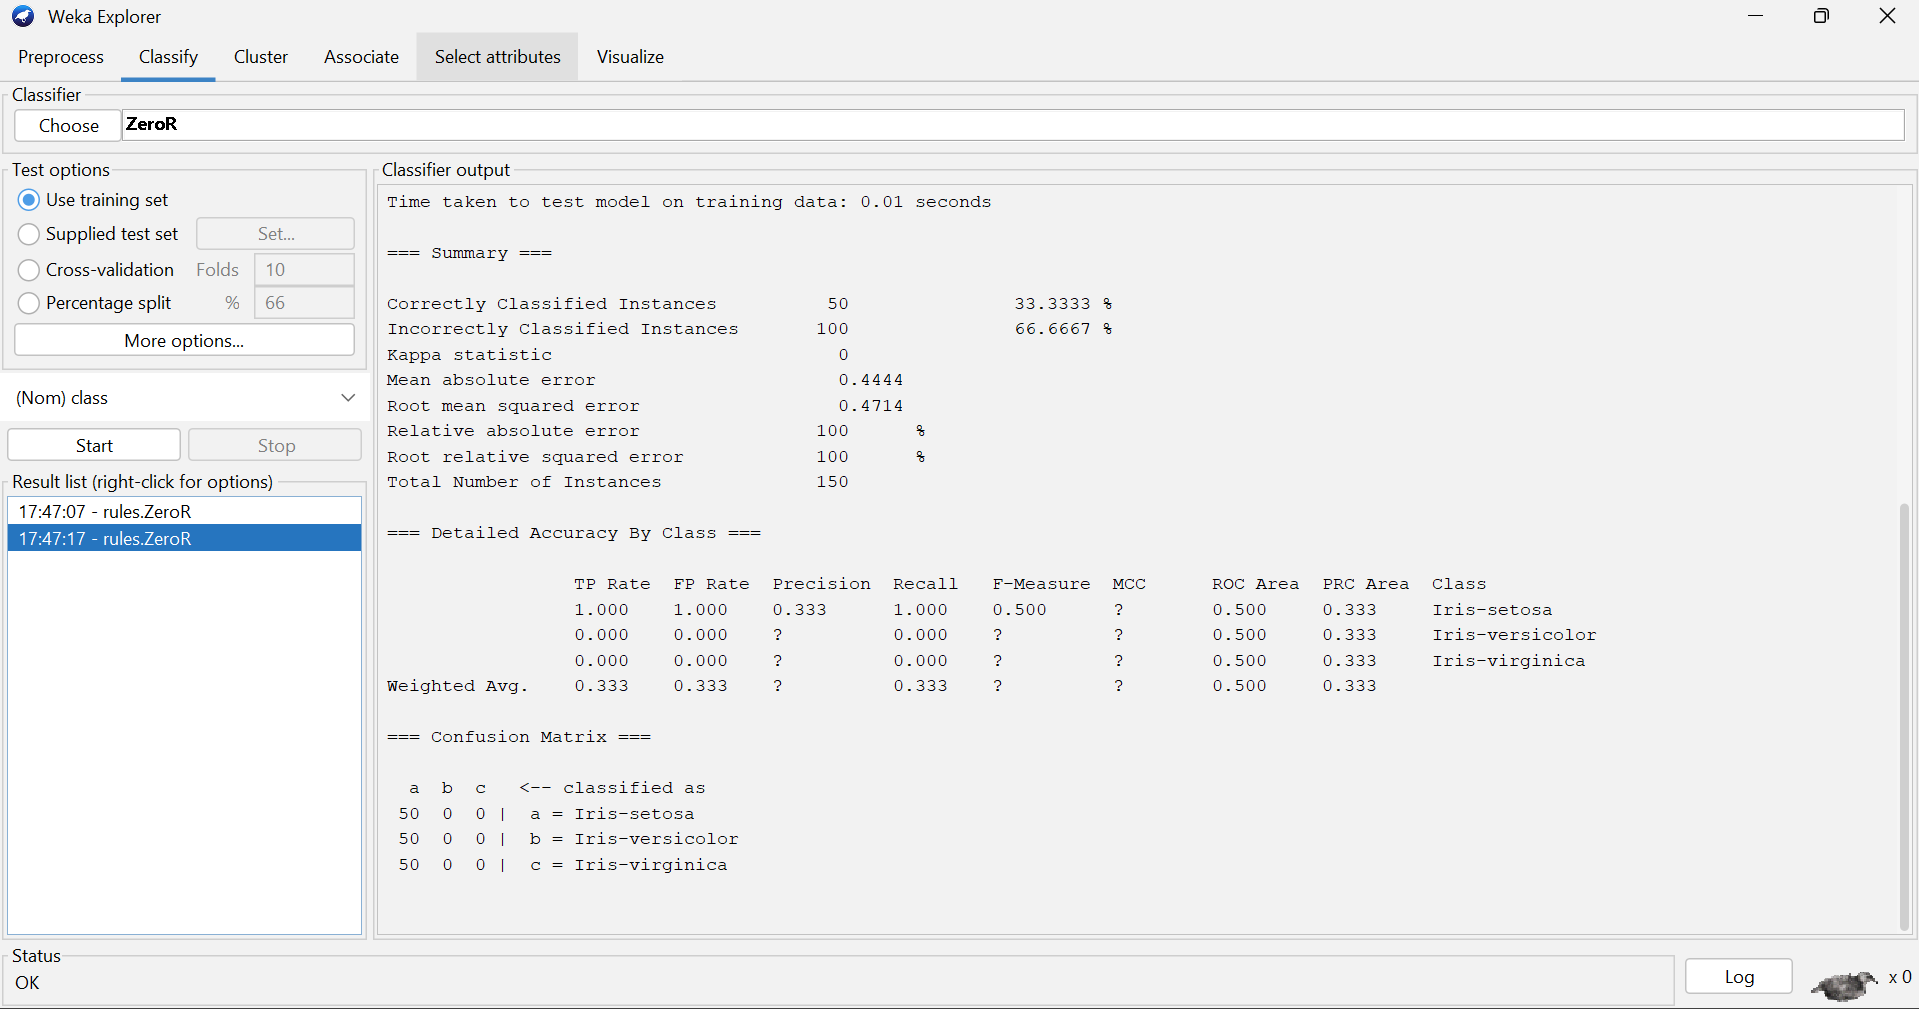 Weka Explorer
Preprocess Classify Cluster Associate Select attributes Visualize
Classifier
Choose ZeroR
Test options
Use training set
Supplied test set Set...
Cross-validation Folds 10
Percentage split % 66
More options...
(Nom) class
Start Stop
Result list (right-click for options)
17:47:07 - rules.ZeroR
17:47:17 - rules.ZeroR
Classifier output
Time taken to test model on training data: 0.01 seconds
=== Summary ===
Correctly Classified Instances 50 33.3333 %
Incorrectly Classified Instances 100 66.6667 %
Kappa statistic 0
Mean absolute error 0.4444
Root mean squared error 0.4714
Relative absolute error 100 %
Root relative squared error 100 %
Total Number of Instances 150
=== Detailed Accuracy By Class ===
TP Rate FP Rate Precision Recall F-Measure MCC ROC Area PRC Area Class
1.000 1.000 0.333 1.000 0.500 ? 0.500 0.333 Iris-setosa
0.000 0.000 ? 0.000 ? ? 0.500 0.333 Iris-versicolor
0.000 0.000 ? 0.000 ? ? 0.500 0.333 Iris-virginica
Weighted Avg. 0.333 0.333 ? 0.333 ? ? 0.500 0.333
=== Confusion Matrix ===
a b c <-- classified as
50 0 0 | a = Iris-setosa
50 0 0 | b = Iris-versicolor
50 0 0 | c = Iris-virginica
Status
OK
Log
x 0